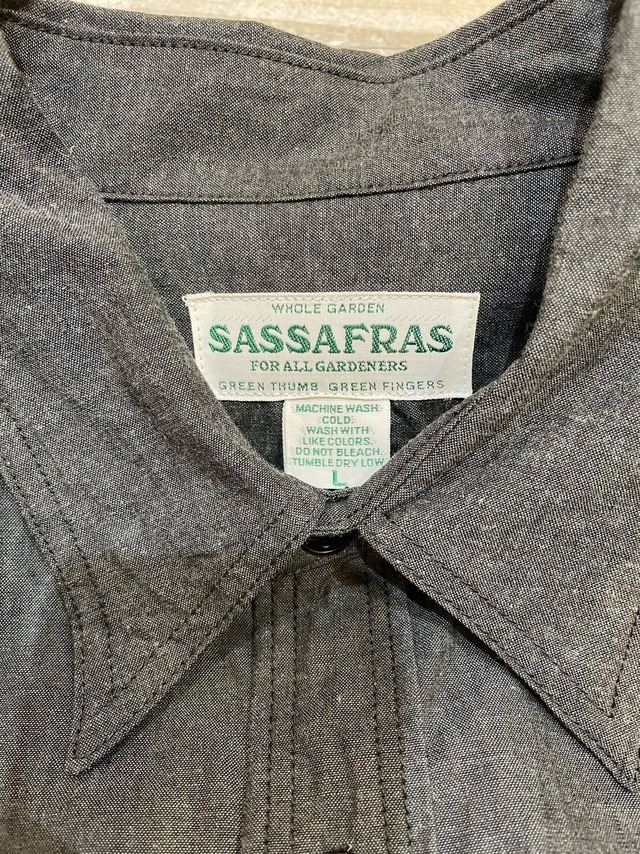 WHOLE GARDEN
SASSAFRAS
FOR ALL GARDENERS
GREEN THUMB GREEN FINGERS
MACHINE WASH
COLD.
WASH WITH
LIKE COLORS.
DO NOT BLEACH.
TUMBLE DRY LOW
L